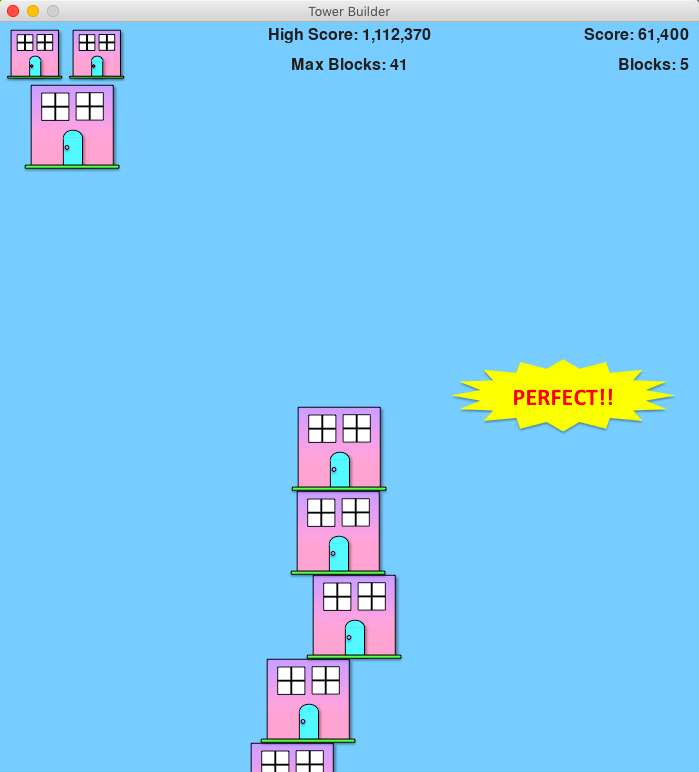 Tower Builder
High Score: 1,112,370
Score: 61,400
Max Blocks: 41
Blocks: 5
PERFECT!!